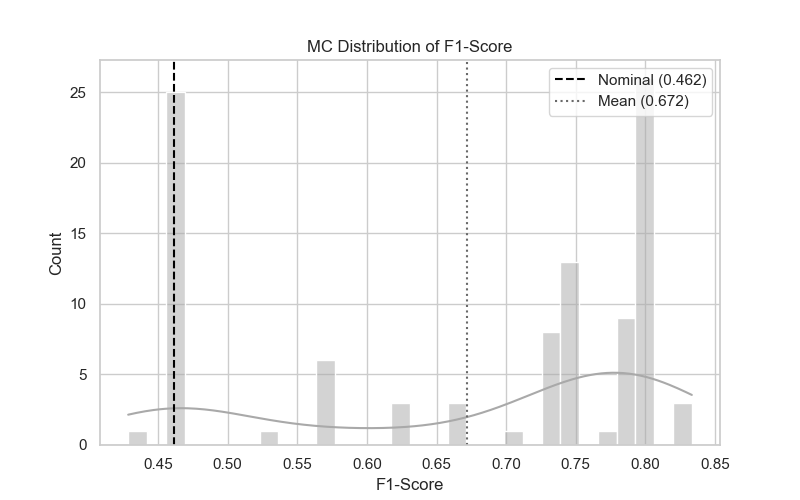 MC Distribution of F1-Score
Nominal (0.462)
Mean (0.672)
Count
25
20
15
10
5
0
0.45 0.50 0.55 0.60 0.65 0.70 0.75 0.80 0.85
F1-Score